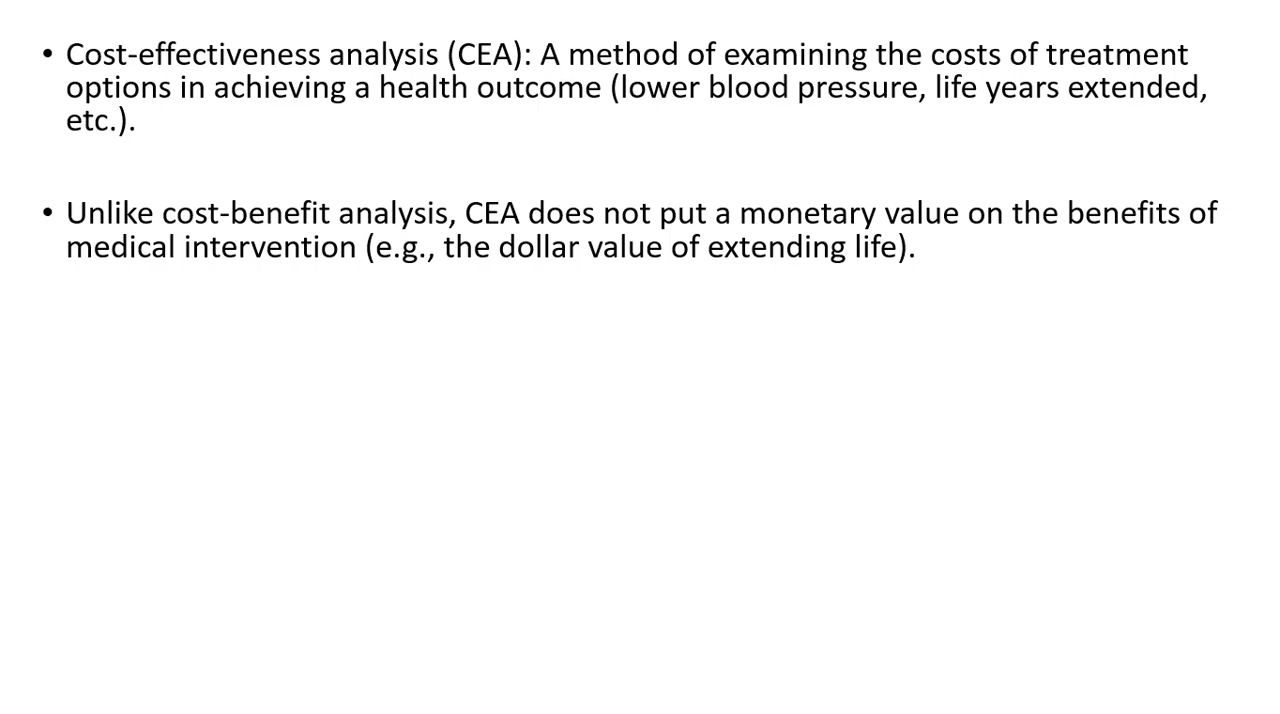 • Cost-effectiveness analysis (CEA): A method of examining the costs of treatment
options in achieving a health outcome (lower blood pressure, life years extended,
etc.).
• Unlike cost-benefit analysis, CEA does not put a monetary value on the benefits of
medical intervention (e.g., the dollar value of extending life).